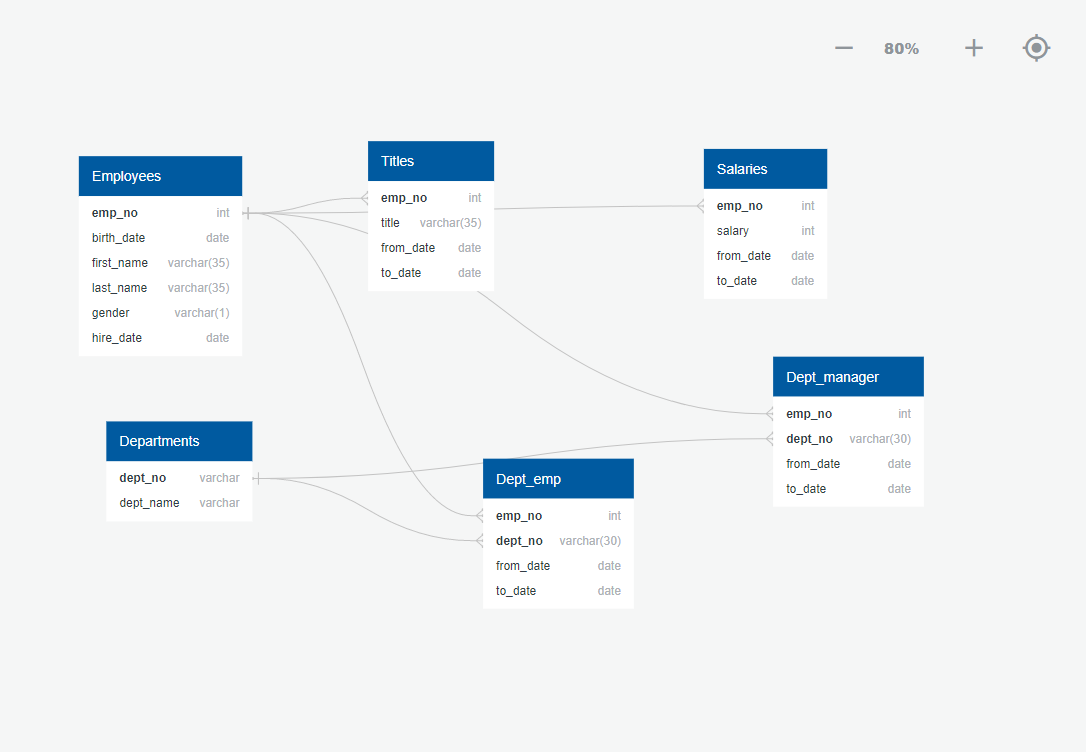 80%
Employees
emp_no int
birth_date date
first_name varchar(35)
last_name varchar(35)
gender varchar(1)
hire_date date
Titles
emp_no int
title varchar(35)
from_date date
to_date date
Salaries
emp_no int
salary int
from_date date
to_date date
Dept_manager
emp_no int
dept_no varchar(30)
from_date date
to_date date
Departments
dept_no varchar
dept_name varchar
Dept_emp
emp_no int
dept_no varchar(30)
from_date date
to_date date